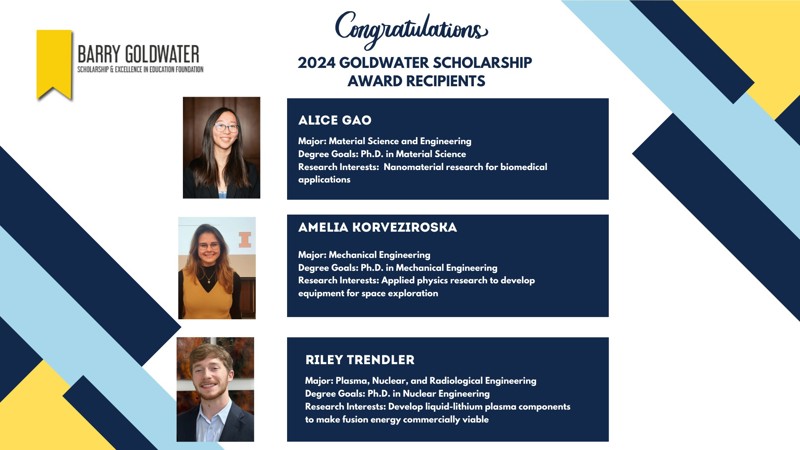 Congratulations
BARRY GOLDWATER
SCHOLARSHIP & EXCELLENCE IN EDUCATION FOUNDATION
2024 GOLDWATER SCHOLARSHIP
AWARD RECIPIENTS
ALICE GAO
Major: Material Science and Engineering
Degree Goals: Ph.D. in Material Science
Research Interests: Nanomaterial research for biomedical
applications
I
AMELIA KORVEZIROSKA
Major: Mechanical Engineering
Degree Goals: Ph.D. in Mechanical Engineering
Research Interests: Applied physics research to develop
equipment for space exploration
RILEY TRENDLER
Major: Plasma, Nuclear, and Radiological Engineering
Degree Goals: Ph.D. in Nuclear Engineering
Research Interests: Develop liquid-lithium plasma components
to make fusion energy commercially viable